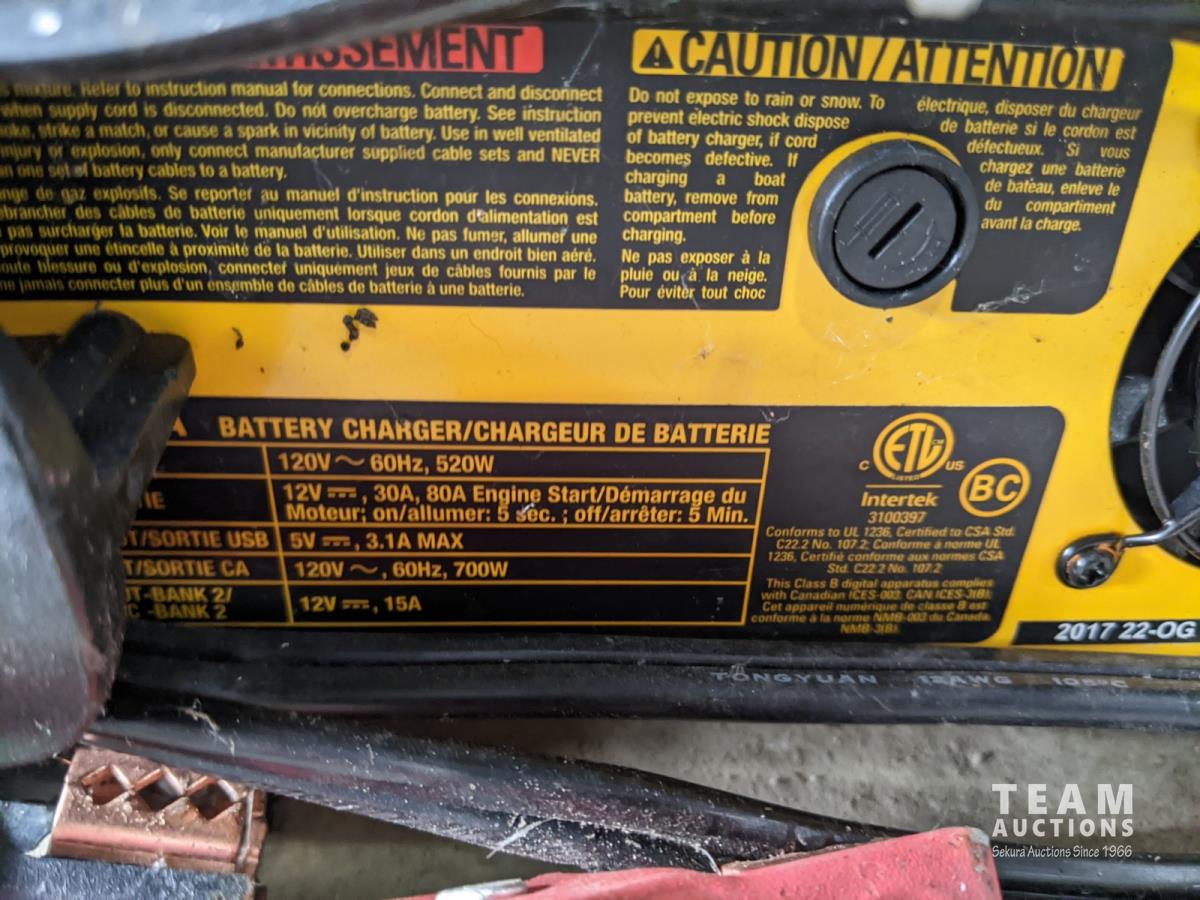 ISSEMENT
mixture. Refer to instruction manual for connections. Connect and disconnect
when supply cord is disconnected. Do not overcharge battery. See instruction
strike a match, or cause a spark in vicinity of battery. Use in well ventilated
injury or explosion, only connect manufacturer supplied cable sets and NEVER
one set of battery cables to a battery.
de gaz explosifs. Se reporter au manuel d'instruction pour les connexions.
des câbles de batterie uniquement lorsque cordon d'alimentation est
pas surcharger la batterie. Voir le manuel d'utilisation. Ne pas fumer, allumer une
provoquer une étincelle à proximité de la batterie. Utiliser dans un endroit bien aéré.
toute blessure ou d'explosion, connecter uniquement jeux de câbles fournis par le
ne jamais connecter plus d'un ensemble de câbles de batterie à une batterie.
CAUTION/ATTENTION
Do not expose to rain or snow. To
prevent electric shock dispose
of battery charger, if cord
becomes defective. If
charging a boat
battery, remove from
compartment before
charging.
Ne pas exposer à la
pluie ou à la neige.
Pour éviter tout choc
électrique, disposer du chargeur
de batterie si le cordon est
défectueux. Si vous
chargez une batterie
de bateau, enleve le
du compartiment
avant la charge.
BATTERY CHARGER/CHARGEUR DE BATTERIE
120V ~ 60Hz, 520W
12V ⎓, 30A, 80A Engine Start/Démarrage du
Moteur; on/allumer: 5 sec. ; off/arrêter: 5 Min.
/SORTIE USB 5V ⎓, 3.1A MAX
/SORTIE CA 120V ~, 60Hz, 700W
-BANK 2/
-BANK 2 12V ⎓, 15A
ETL CM
LISTED
C US
Intertek
3100397
BC
Conforms to UL 1236, Certified to CSA Std.
C22.2 No. 107.2; Conforme à norme UL
1236, Certifié conforme aux normes CSA
Std. C22.2 No. 107.2
This Class B digital apparatus complies
with Canadian ICES-003. CAN ICES-3(B);
Cet appareil numérique de classe B est
conforme à la norme NMB-003 du Canada.
NMB-3(B).
2017 22-OG
TONGYUAN 12AWG 105°C
TEAM
AUCTIONS
Sekura Auctions Since 1966